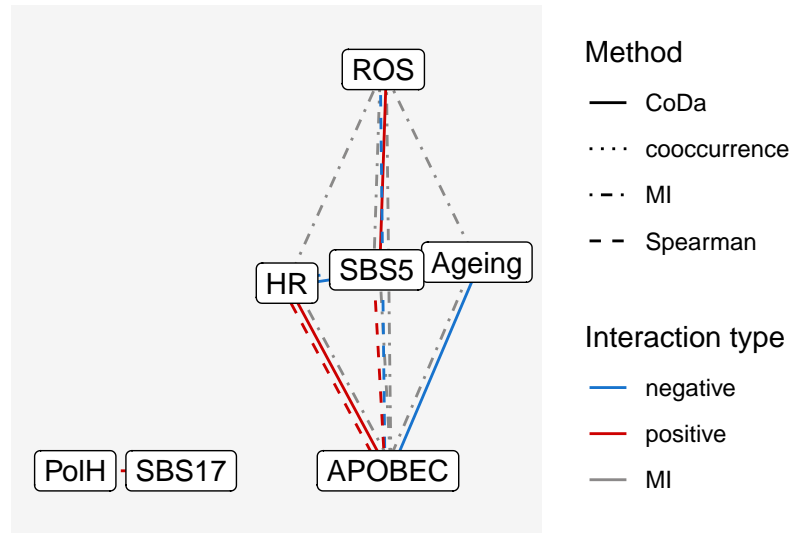 ROS
SBS5
Ageing
HR
PolH
SBS17
APOBEC
Method
CoDa
cooccurrence
MI
Spearman
Interaction type
negative
positive
MI